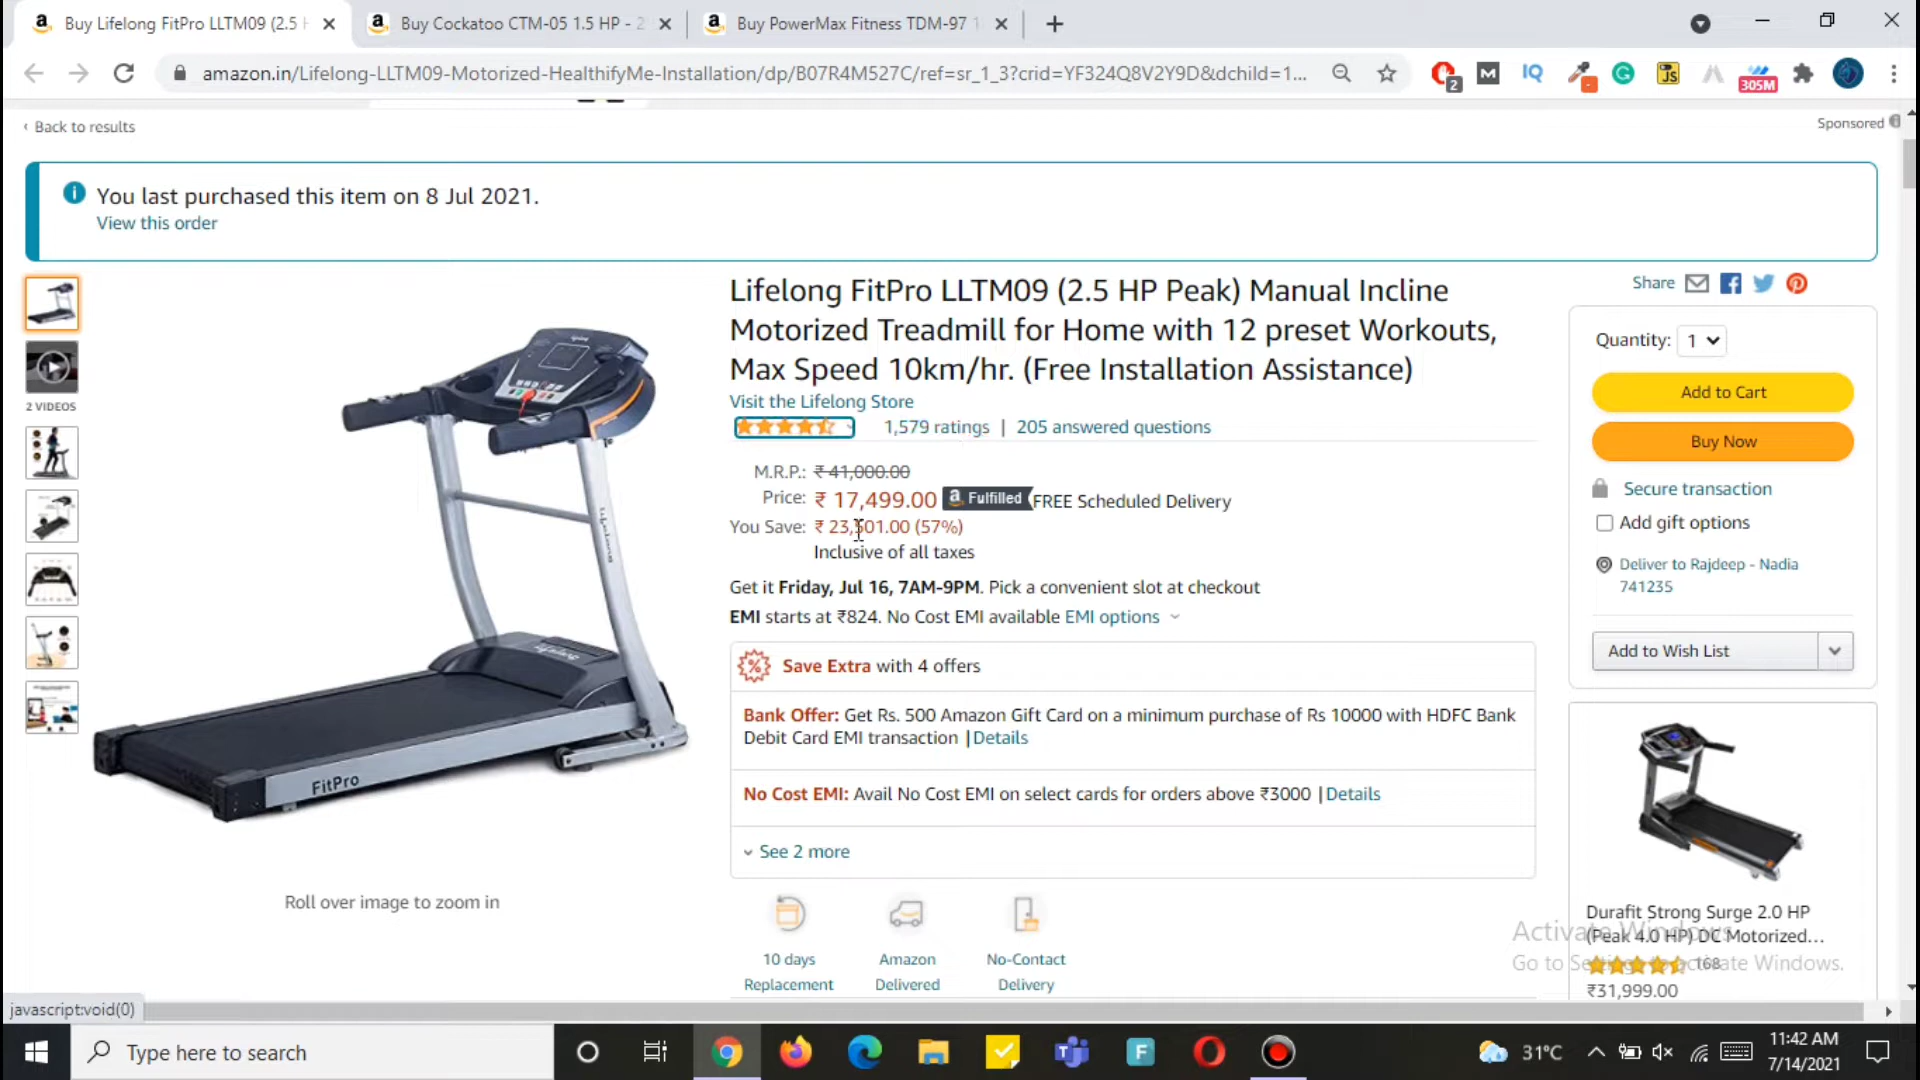 Buy Lifelong FitPro LLTM09 (2.5 H
Buy Cockatoo CTM-05 1.5 HP - 2
Buy PowerMax Fitness TDM-97 1
amazon.in/Lifelong-LLTM09-Motorized-HealthifyMe-Installation/dp/B07R4M527C/ref=sr_1_3?crid=YF324Q8V2Y9D&dchild=1...
2
M
IQ
JS
305M
‹ Back to results
Sponsored
You last purchased this item on 8 Jul 2021.
View this order
2 VIDEOS
FitPro
Roll over image to zoom in
Lifelong FitPro LLTM09 (2.5 HP Peak) Manual Incline
Motorized Treadmill for Home with 12 preset Workouts,
Max Speed 10km/hr. (Free Installation Assistance)
Visit the Lifelong Store
1,579 ratings | 205 answered questions
M.R.P.: ₹ 41,000.00
Price: ₹ 17,499.00 Fulfilled FREE Scheduled Delivery
You Save: ₹ 23,501.00 (57%)
Inclusive of all taxes
Get it Friday, Jul 16, 7AM-9PM. Pick a convenient slot at checkout
EMI starts at ₹824. No Cost EMI available EMI options
Save Extra with 4 offers
Bank Offer: Get Rs. 500 Amazon Gift Card on a minimum purchase of Rs 10000 with HDFC Bank
Debit Card EMI transaction | Details
No Cost EMI: Avail No Cost EMI on select cards for orders above ₹3000 | Details
See 2 more
10 days
Replacement
Amazon
Delivered
No-Contact
Delivery
Share
Quantity: 1
Add to Cart
Buy Now
Secure transaction
Add gift options
Deliver to Rajdeep - Nadia
741235
Add to Wish List
Durafit Strong Surge 2.0 HP
(Peak 4.0 HP) DC Motorized...
168
₹31,999.00
Activate Windows
Go to Settings to activate Windows.
javascript:void(0)
Type here to search
31°C
11:42 AM
7/14/2021